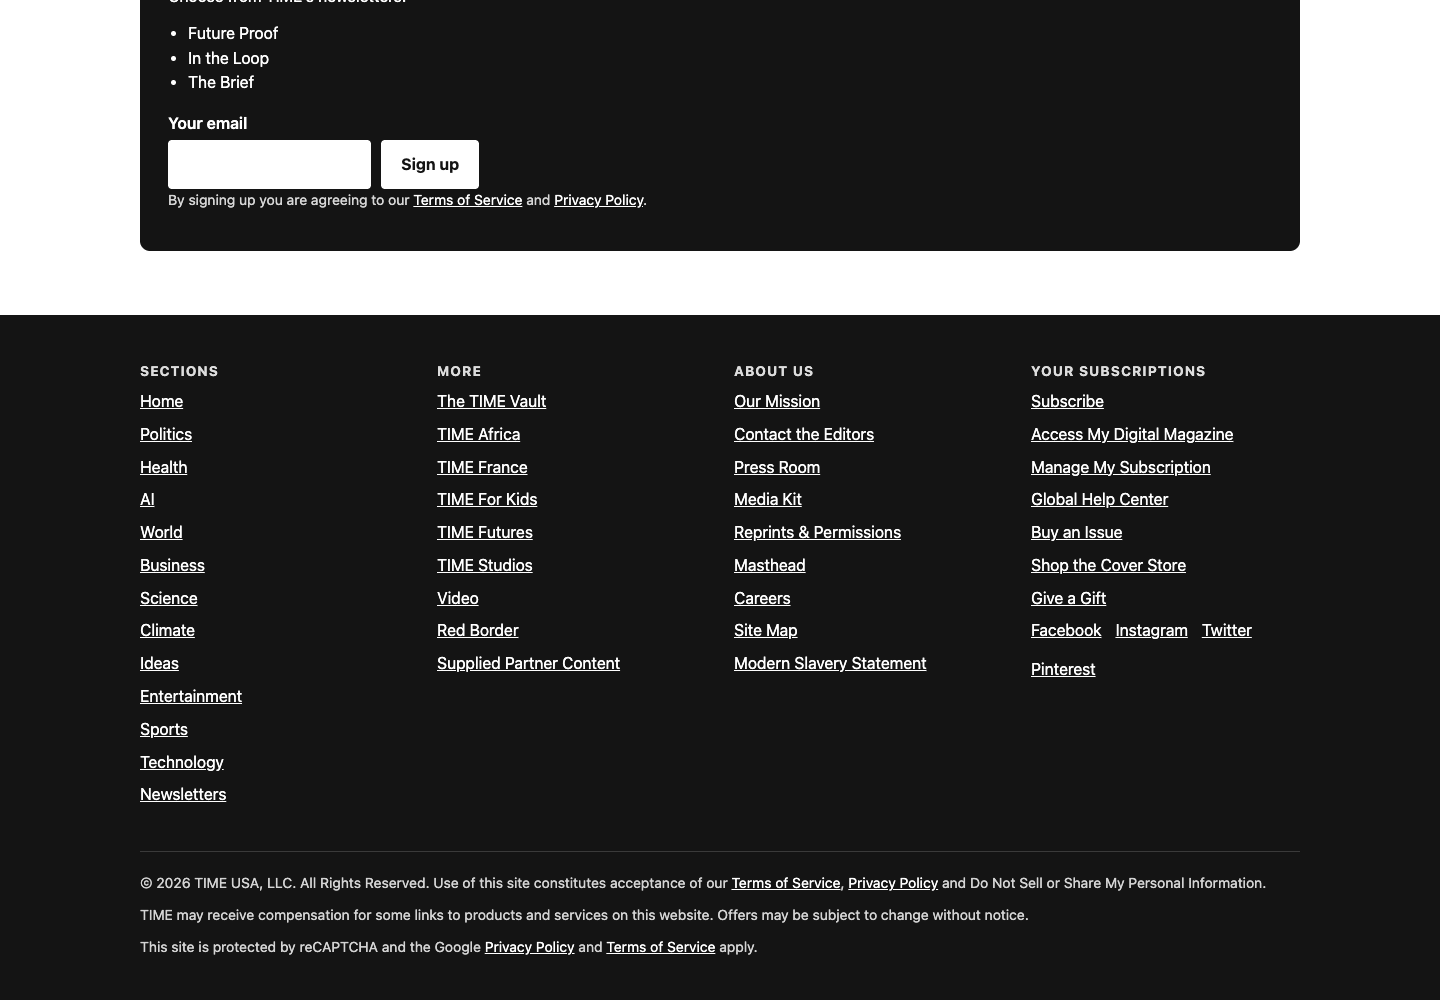 Choose from TIME's newsletters:
Future Proof
In the Loop
The Brief
Your email
Sign up
By signing up you are agreeing to our Terms of Service and Privacy Policy.
SECTIONS
Home
Politics
Health
AI
World
Business
Science
Climate
Ideas
Entertainment
Sports
Technology
Newsletters
MORE
The TIME Vault
TIME Africa
TIME France
TIME For Kids
TIME Futures
TIME Studios
Video
Red Border
Supplied Partner Content
ABOUT US
Our Mission
Contact the Editors
Press Room
Media Kit
Reprints & Permissions
Masthead
Careers
Site Map
Modern Slavery Statement
YOUR SUBSCRIPTIONS
Subscribe
Access My Digital Magazine
Manage My Subscription
Global Help Center
Buy an Issue
Shop the Cover Store
Give a Gift
Facebook Instagram Twitter
Pinterest
© 2026 TIME USA, LLC. All Rights Reserved. Use of this site constitutes acceptance of our Terms of Service, Privacy Policy and Do Not Sell or Share My Personal Information.
TIME may receive compensation for some links to products and services on this website. Offers may be subject to change without notice.
This site is protected by reCAPTCHA and the Google Privacy Policy and Terms of Service apply.